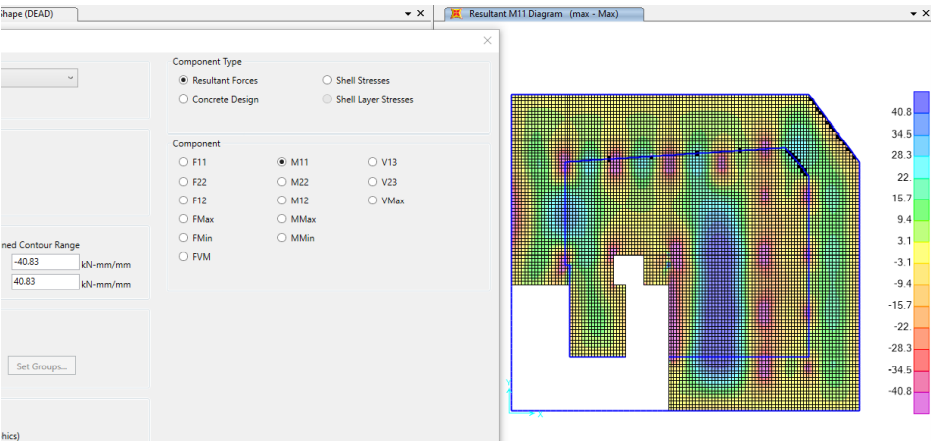 Shape (DEAD)
Resultant M11 Diagram (max - Max)
Component Type
Resultant Forces
Shell Stresses
Concrete Design
Shell Layer Stresses
Component
F11
M11
V13
F22
M22
V23
F12
M12
VMax
FMax
MMax
FMin
MMin
FVM
ned Contour Range
-40.83
kN-mm/mm
40.83
kN-mm/mm
Set Groups...
hics)
40.8
34.5
28.3
22.
15.7
9.4
3.1
-3.1
-9.4
-15.7
-22.
-28.3
-34.5
-40.8
Y
X